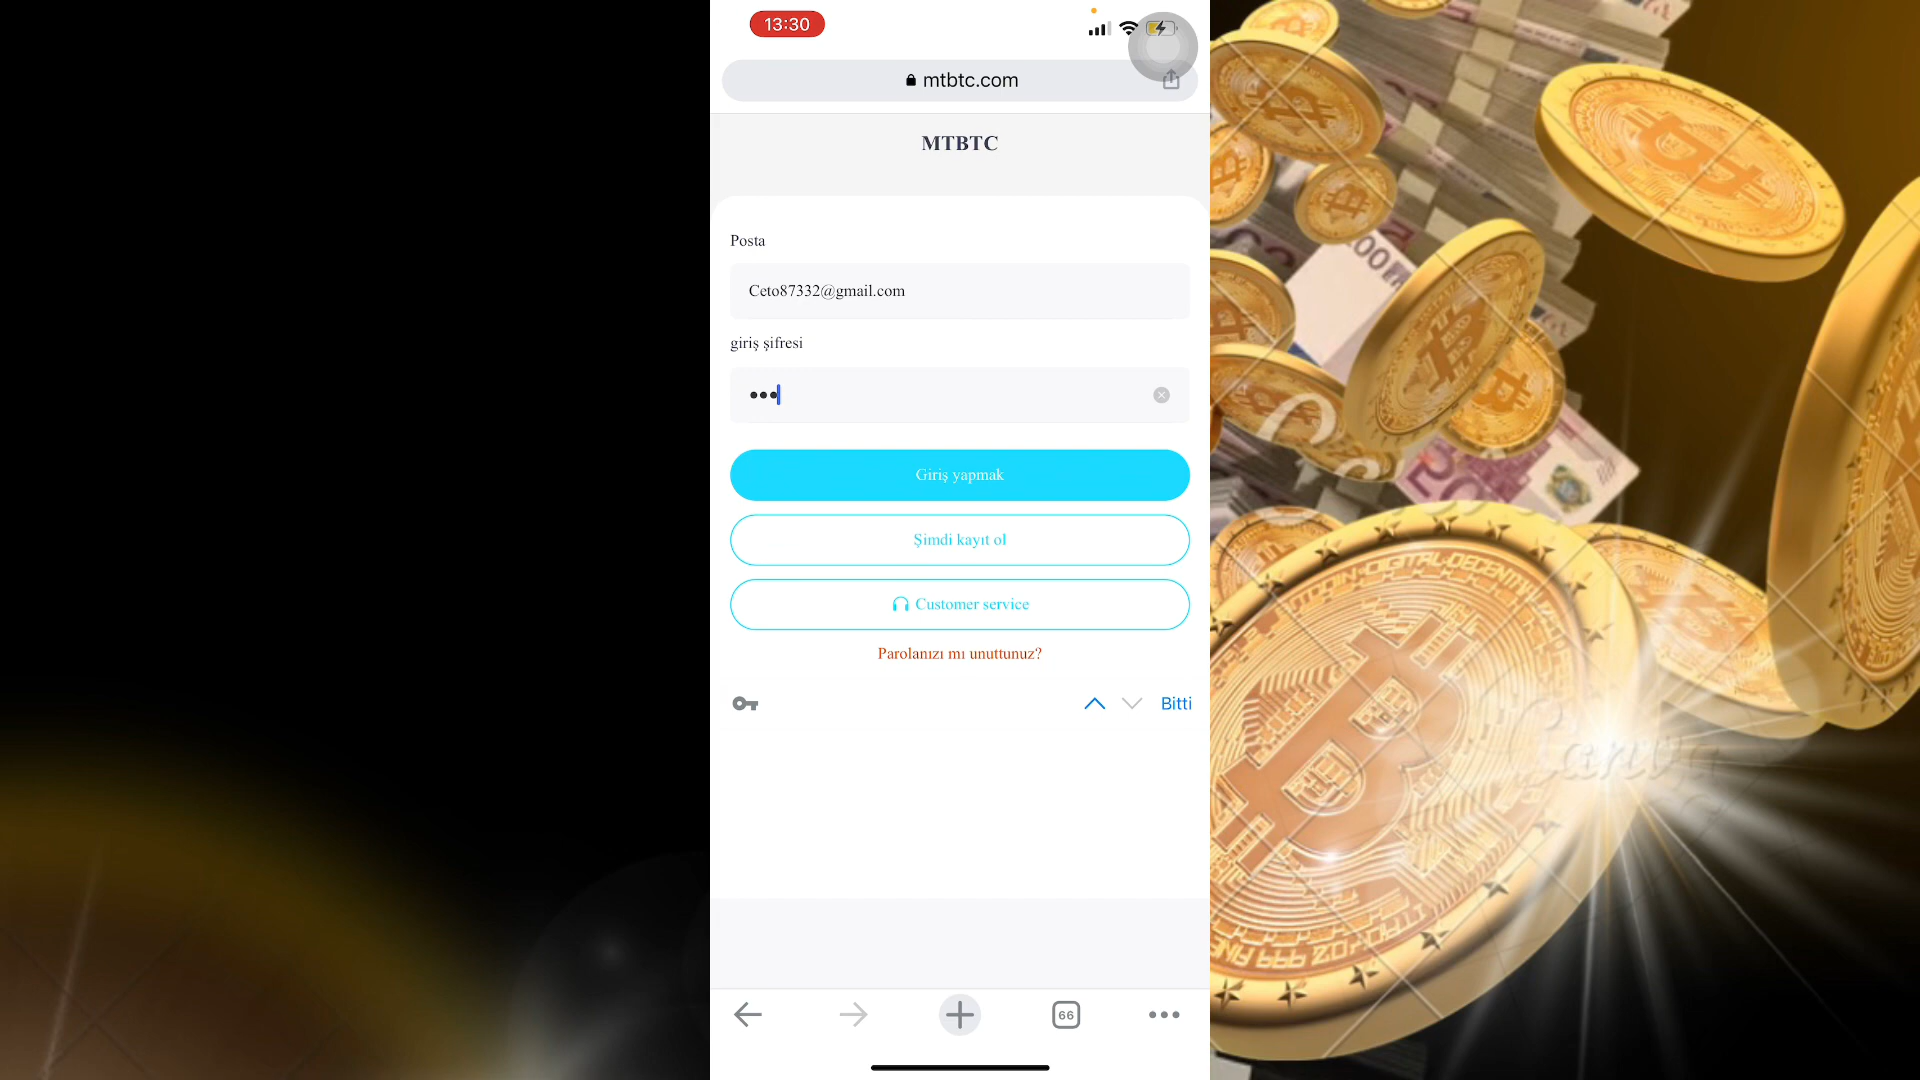 13:30
mtbtc.com
MTBTC
Posta
Ceto87332@gmail.com
giriş şifresi
Giriş yapmak
Şimdi kayıt ol
Customer service
Parolanızı mı unuttunuz?
Bitti
66
Canva